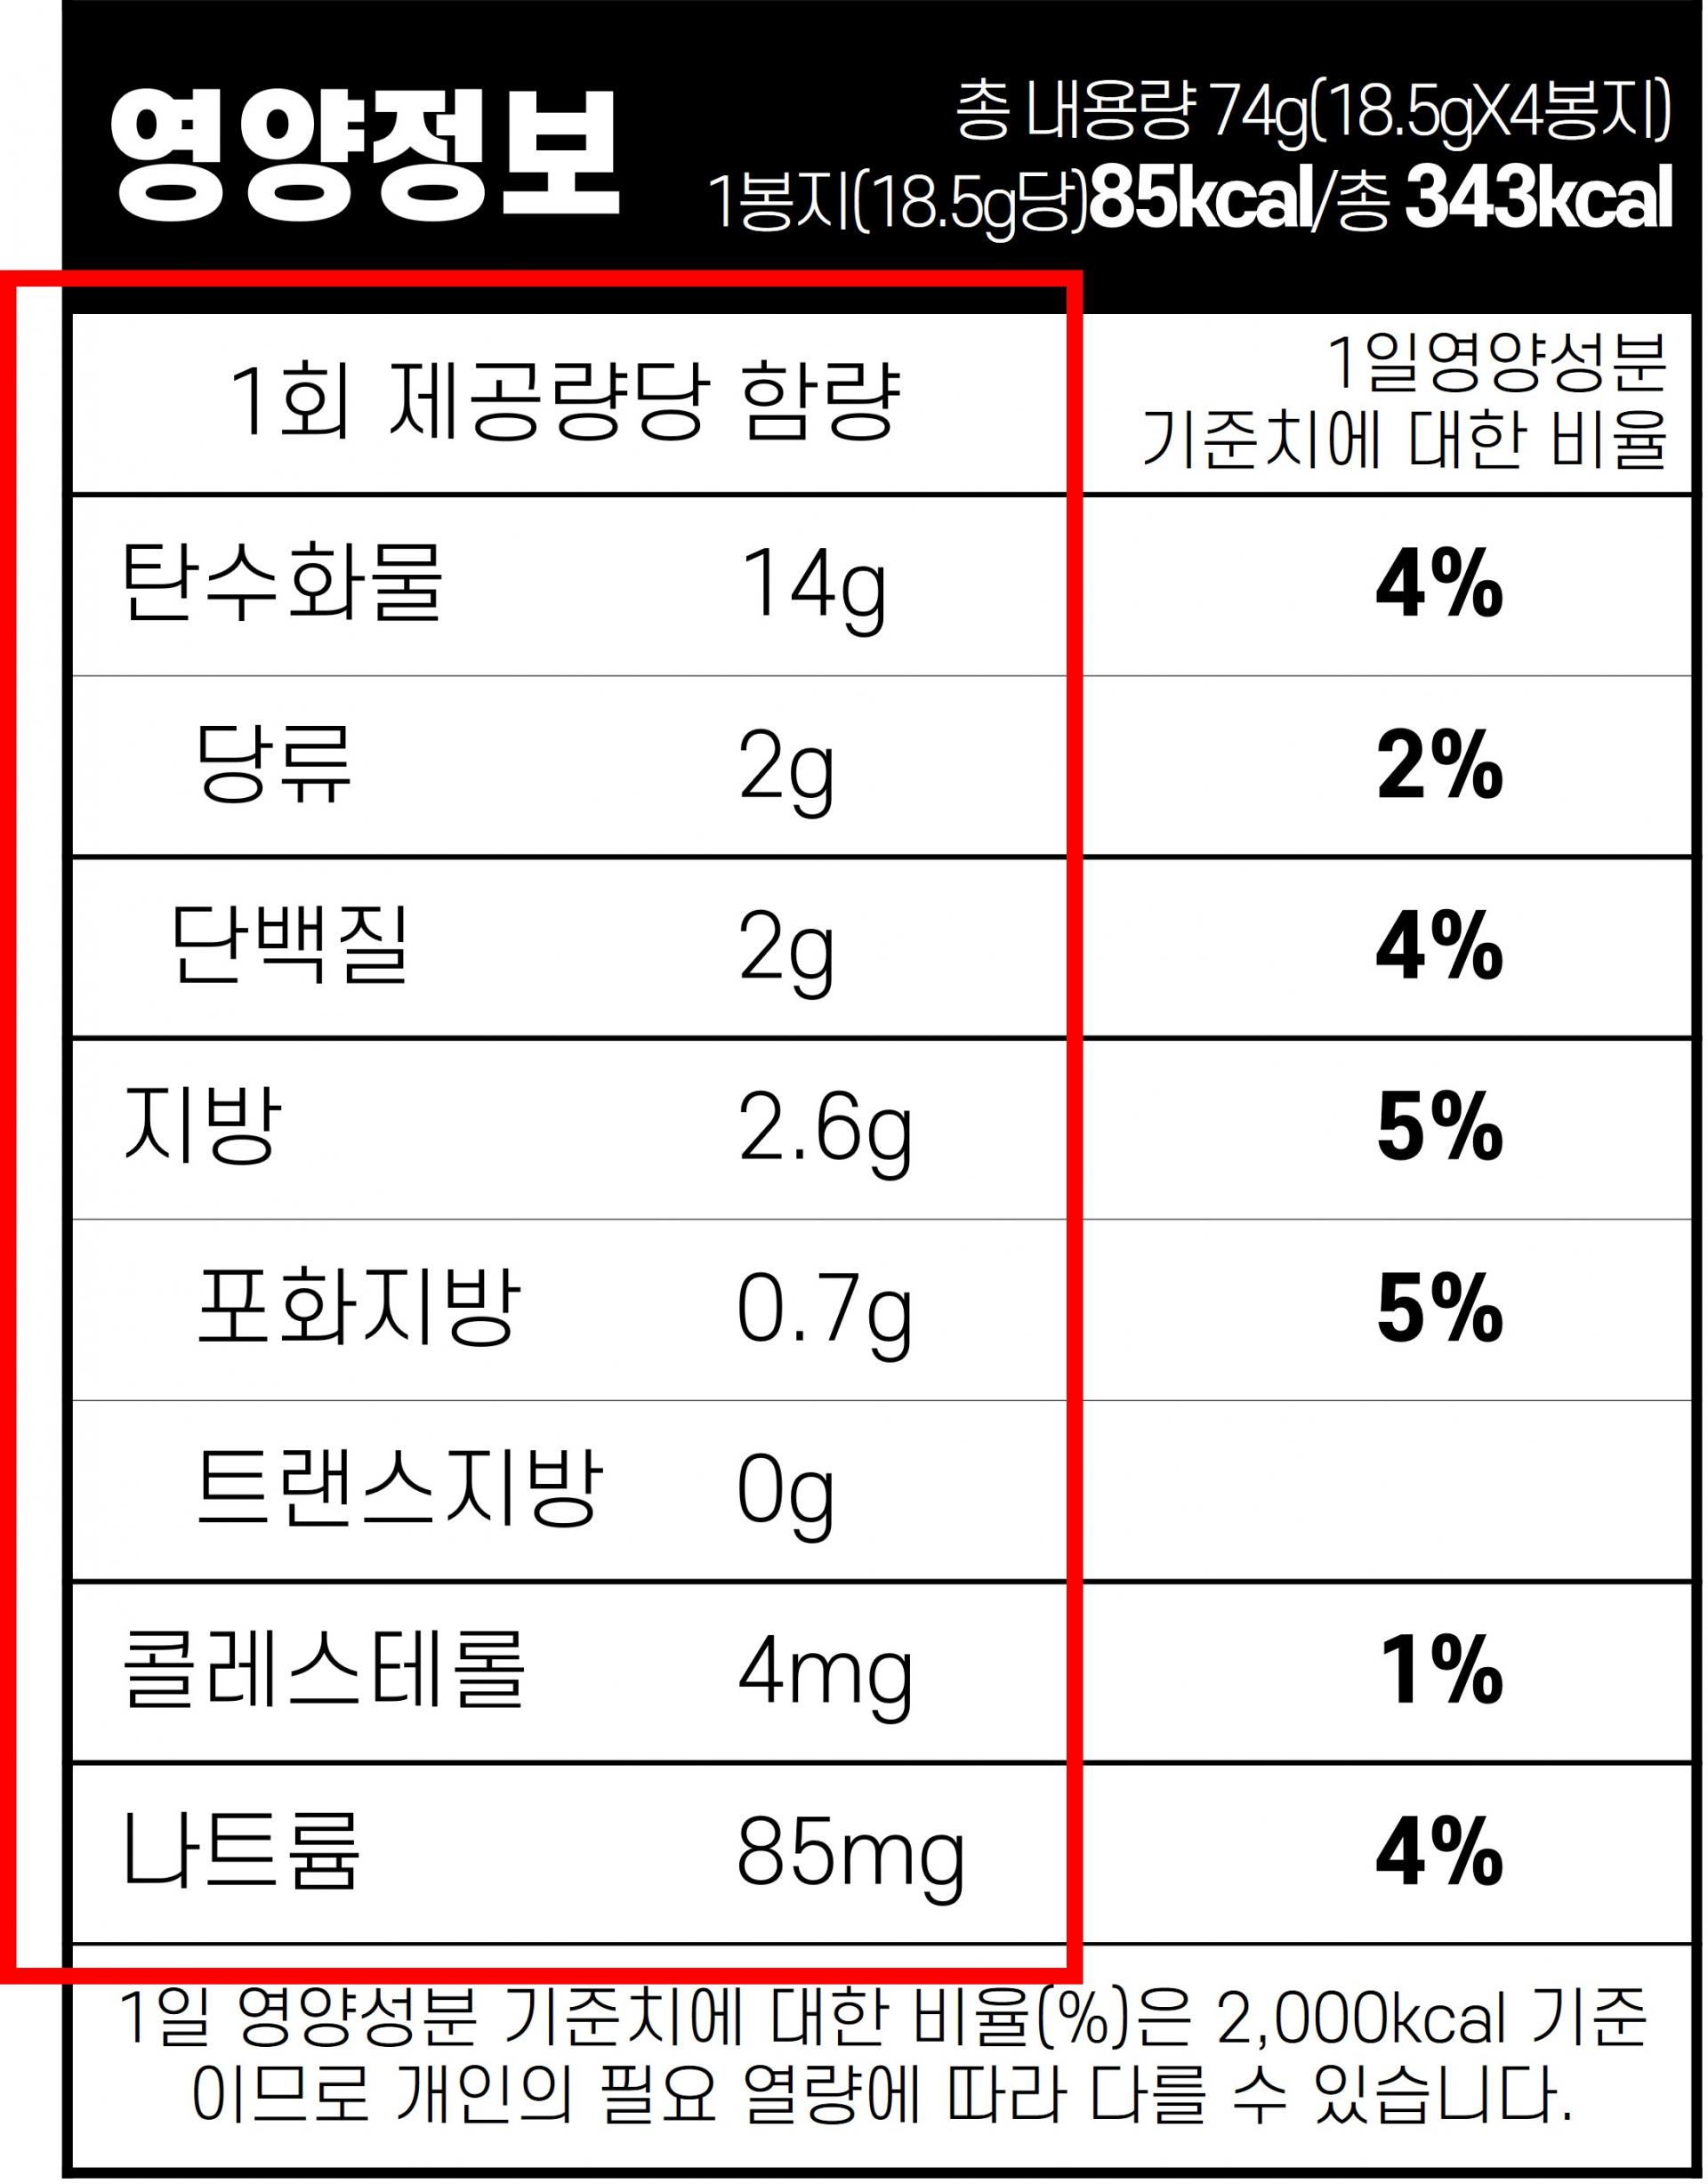 영양정보
총 내용량 74g(18.5gX4봉지)
1봉지(18.5g당)85kcal/총 343kcal
1회 제공량당 함량
1일영양성분
기준치에 대한 비율
탄수화물 14g 4%
당류 2g 2%
단백질 2g 4%
지방 2.6g 5%
포화지방 0.7g 5%
트랜스지방 0g
콜레스테롤 4mg 1%
나트륨 85mg 4%
1일 영양성분 기준치에 대한 비율(%)은 2,000kcal 기준
이므로 개인의 필요 열량에 따라 다를 수 있습니다.